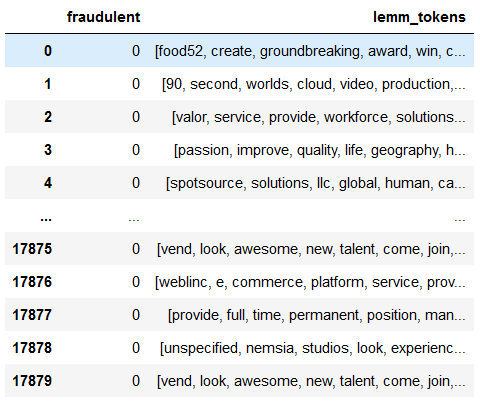 fraudulent lemm_tokens
0 0 [food52, create, groundbreaking, award, win, c...
1 0 [90, second, worlds, cloud, video, production,...
2 0 [valor, service, provide, workforce, solutions...
3 0 [passion, improve, quality, life, geography, h...
4 0 [spotsource, solutions, llc, global, human, ca...
... ... ...
17875 0 [vend, look, awesome, new, talent, come, join,...
17876 0 [weblinc, e, commerce, platform, service, prov...
17877 0 [provide, full, time, permanent, position, man...
17878 0 [unspecified, nemsia, studios, look, experienc...
17879 0 [vend, look, awesome, new, talent, come, join,...